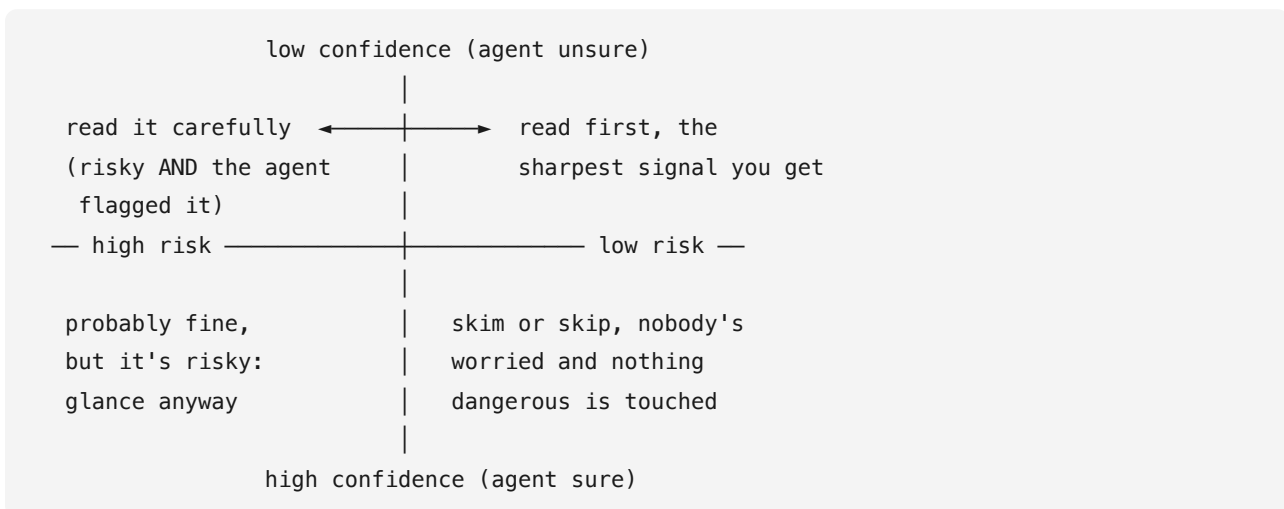 low confidence (agent unsure)
read it carefully read first, the
(risky AND the agent sharpest signal you get
flagged it)
high risk low risk
probably fine, skim or skip, nobody's
but it's risky: worried and nothing
glance anyway dangerous is touched
high confidence (agent sure)